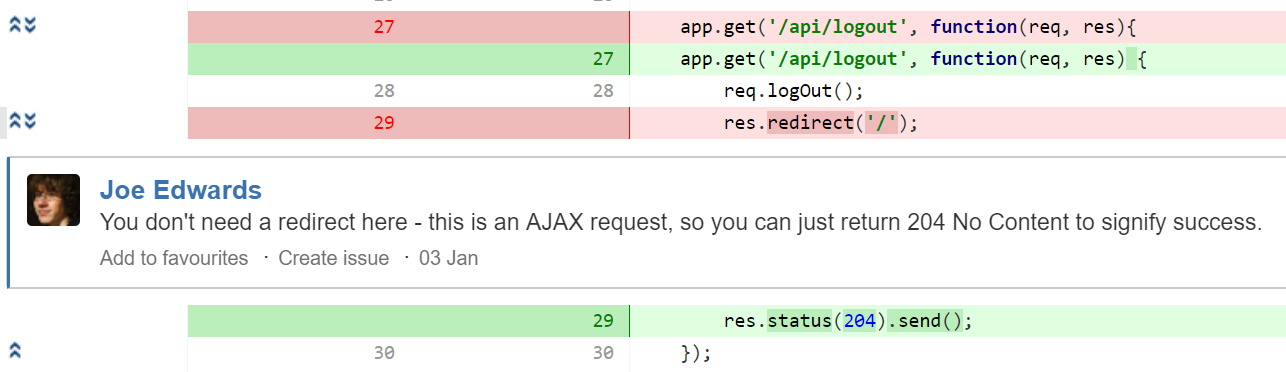 27 app.get('/api/logout', function(req, res){
27 app.get('/api/logout', function(req, res) {
28 28 req.logOut();
29 res.redirect('/');
Joe Edwards
You don't need a redirect here - this is an AJAX request, so you can just return 204 No Content to signify success.
Add to favourites · Create issue · 03 Jan
29 res.status(204).send();
30 30 });